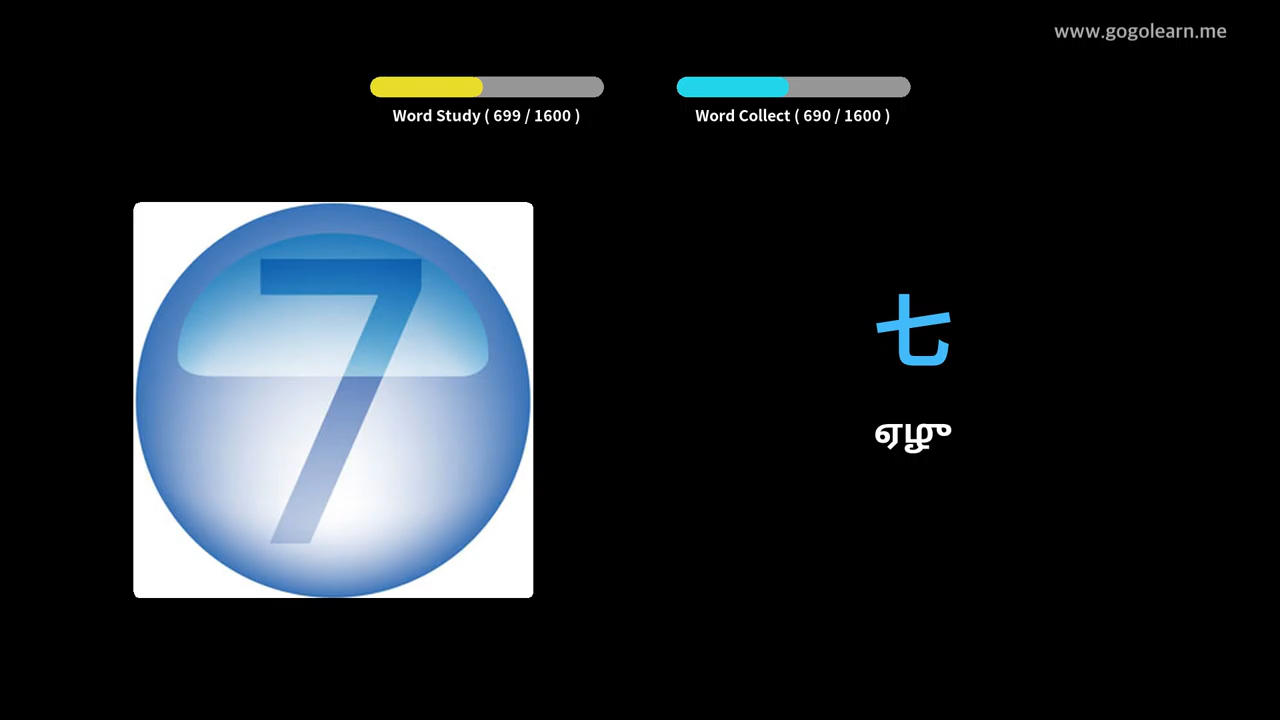 www.gogolearn.me
Word Study ( 699 / 1600 )
Word Collect ( 690 / 1600 )
7
七
ஏழு